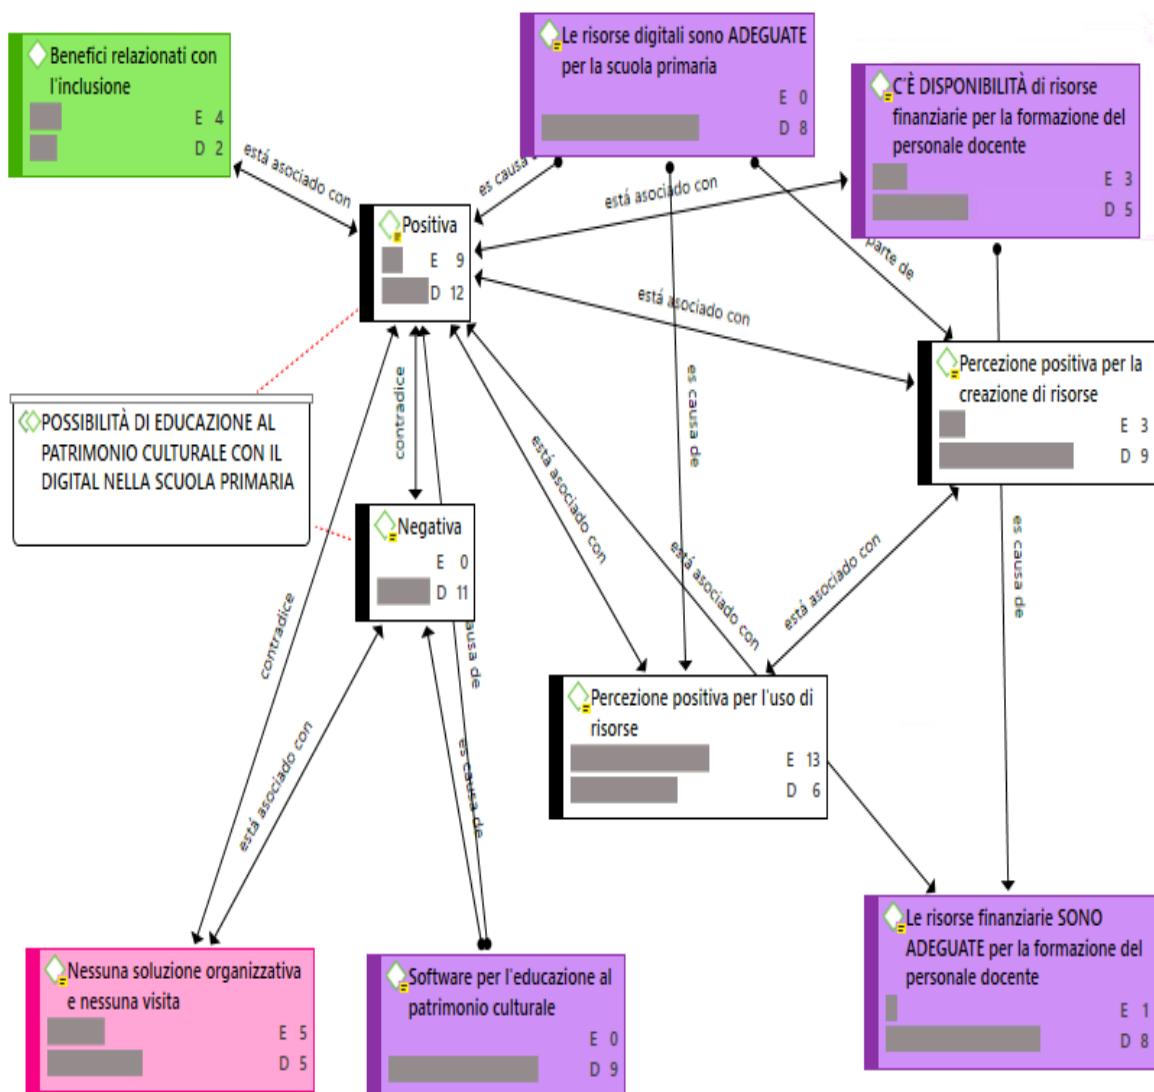 Benefici relazionati con
l'inclusione
E 4
D 2
Le risorse digitali sono ADEGUATE
per la scuola primaria
E 0
D 8
C'È DISPONIBILITÀ di risorse
finanziarie per la formazione del
personale docente
E 3
D 5
está asociado con
es causa
está asociado con
parte de
Positiva
E 9
D 12
está asociado con
Percezione positiva per la
creazione di risorse
E 3
D 9
contradice
es causa de
POSSIBILITÀ DI EDUCAZIONE AL
PATRIMONIO CULTURALE CON IL
DIGITAL NELLA SCUOLA PRIMARIA
está asociado con
Negativa
E 0
D 11
está asociado con
está asociado con
es causa de
contradice
ausa de
Percezione positiva per l'uso di
risorse
E 13
D 6
está asociado con
es causa de
Nessuna soluzione organizzativa
e nessuna visita
E 5
D 5
Software per l'educazione al
patrimonio culturale
E 0
D 9
Le risorse finanziarie SONO
ADEGUATE per la formazione del
personale docente
E 1
D 8